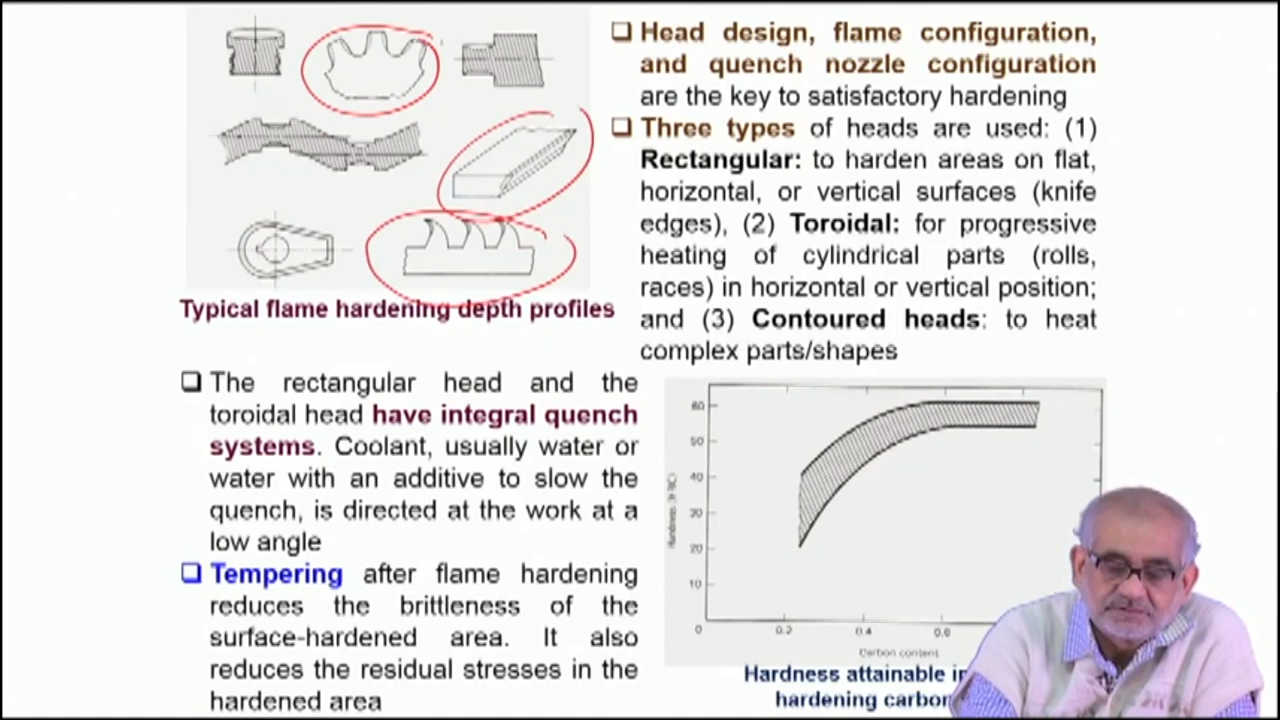 ❑ Head design, flame configuration,
and quench nozzle configuration
are the key to satisfactory hardening
❑ Three types of heads are used: (1)
Rectangular: to harden areas on flat,
horizontal, or vertical surfaces (knife
edges), (2) Toroidal: for progressive
heating of cylindrical parts (rolls,
races) in horizontal or vertical position;
and (3) Contoured heads: to heat
complex parts/shapes
Typical flame hardening depth profiles
❑ The rectangular head and the
toroidal head have integral quench
systems. Coolant, usually water or
water with an additive to slow the
quench, is directed at the work at a
low angle
❑ Tempering after flame hardening
reduces the brittleness of the
surface-hardened area. It also
reduces the residual stresses in the
hardened area
60
50
40
30
20
10
0
0.2
0.4
Carbon content
Hardness attainable
hardening